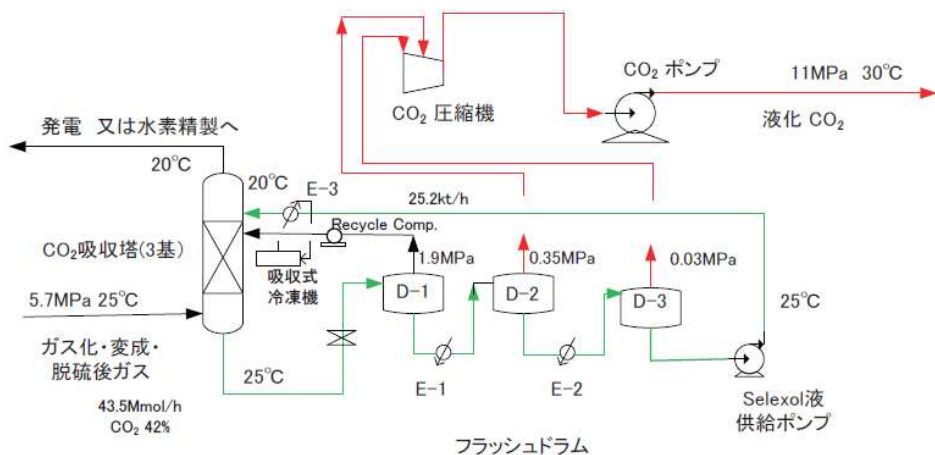 CO₂ ポンプ
11MPa 30℃
CO₂ 圧縮機
液化 CO₂
発電 又は水素精製へ
20℃
20℃
E-3
25.2kt/h
Recycle Comp.
CO₂吸収塔(3基)
吸収式
冷凍機
1.9MPa
0.35MPa
0.03MPa
D-1
D-2
D-3
5.7MPa 25℃
25℃
ガス化・変成・
脱硫後ガス
25℃
E-1
E-2
43.5Mmol/h
CO₂ 42%
Selexol液
供給ポンプ
フラッシュドラム